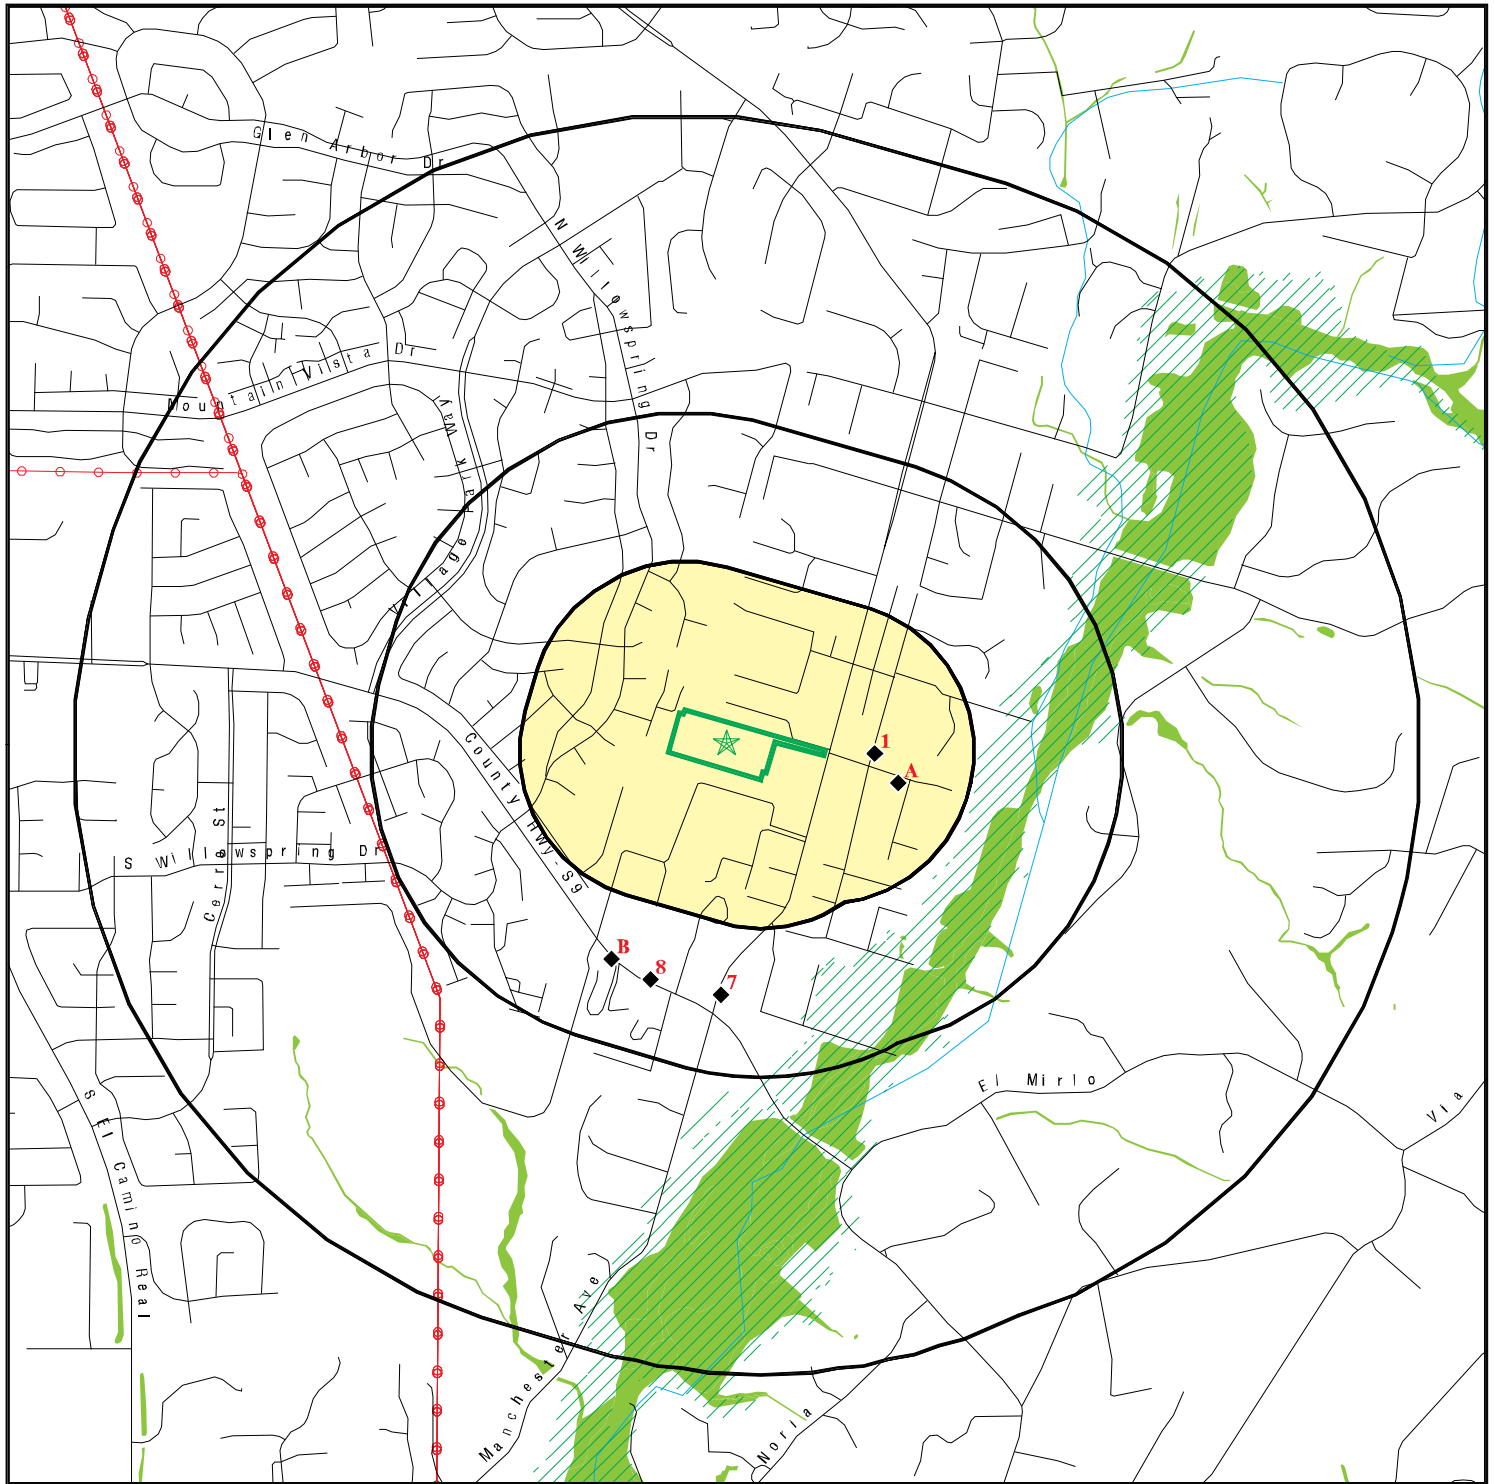 Glen Arbor Dr
N Willowspring Dr
Mountain Vista Dr
Village Park Way
County Hwy-S9
1
A
S Willowspring Dr
Cerro St
B
8
7
El Mirlo
Via
S El Camino Real
Manchester Ave
Noria